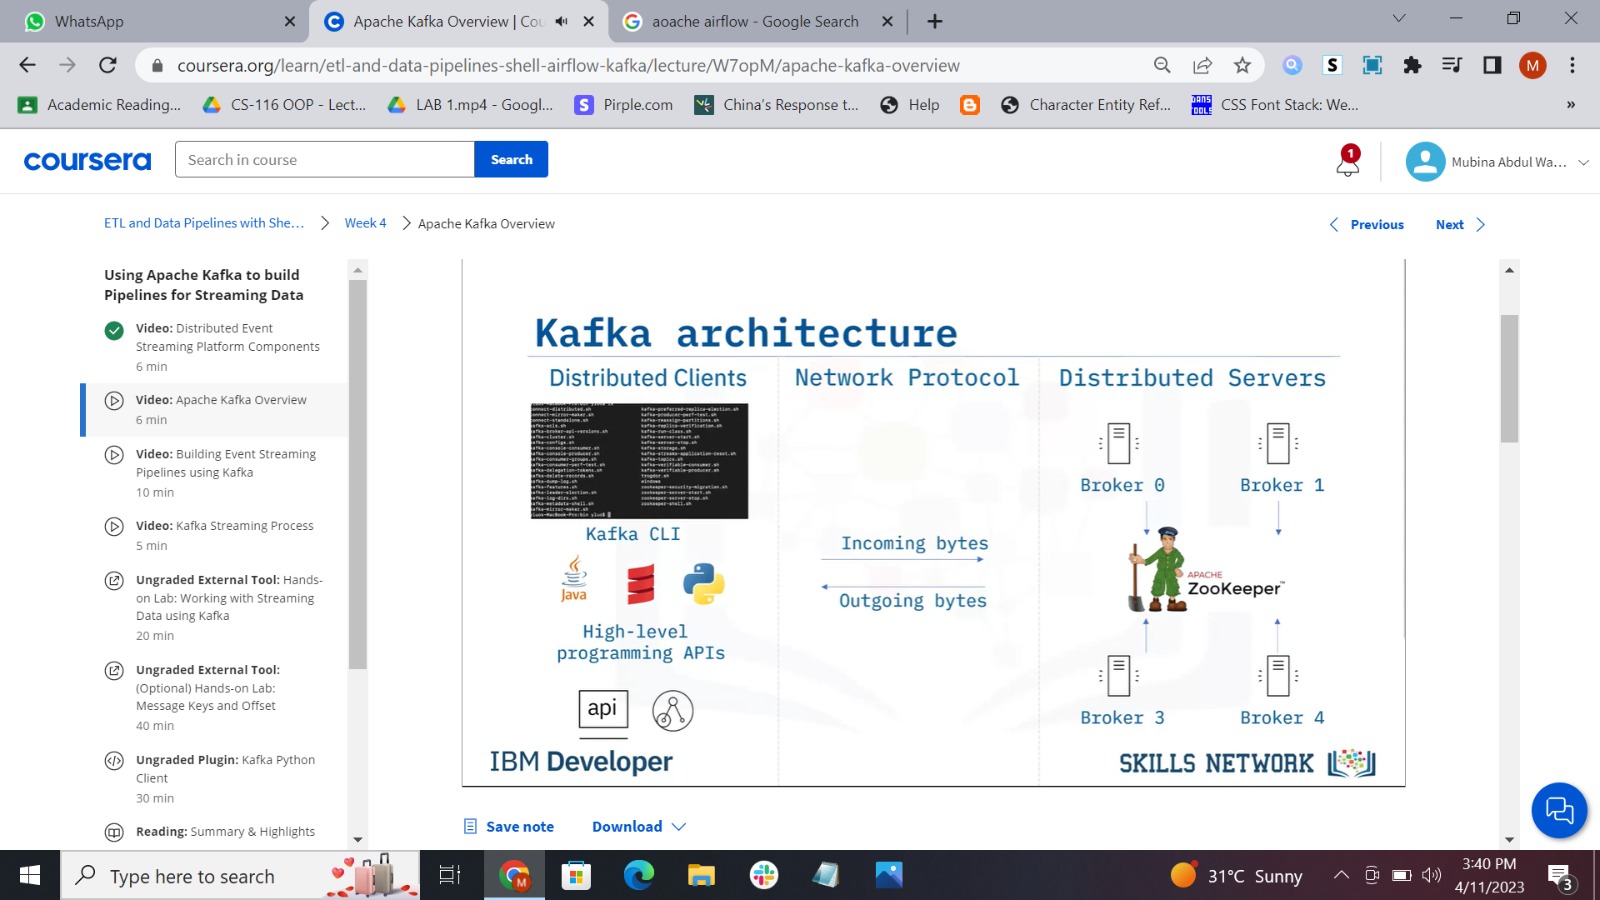 WhatsApp
Apache Kafka Overview | Cou
aoache airflow - Google Search
coursera.org/learn/etl-and-data-pipelines-shell-airflow-kafka/lecture/W7opM/apache-kafka-overview
S
M
Academic Reading...
CS-116 OOP - Lect...
LAB 1.mp4 - Googl...
Pirple.com
China's Response t...
Help
Character Entity Ref...
CSS Font Stack: We...
»
coursera
Search in course
Search
1
Mubina Abdul Wa...
ETL and Data Pipelines with She...
Week 4
Apache Kafka Overview
Previous
Next
Using Apache Kafka to build
Pipelines for Streaming Data
Video: Distributed Event
Streaming Platform Components
6 min
Video: Apache Kafka Overview
6 min
Video: Building Event Streaming
Pipelines using Kafka
10 min
Video: Kafka Streaming Process
5 min
Ungraded External Tool: Hands-
on Lab: Working with Streaming
Data using Kafka
20 min
Ungraded External Tool:
(Optional) Hands-on Lab:
Message Keys and Offset
40 min
Ungraded Plugin: Kafka Python
Client
30 min
Reading: Summary & Highlights
Kafka architecture
Distributed Clients
Network Protocol
Distributed Servers
Kafka CLI
Java
High-level
programming APIs
api
Incoming bytes
Outgoing bytes
Broker 0
Broker 1
APACHE
ZooKeeper™
Broker 3
Broker 4
IBM Developer
SKILLS NETWORK
Save note
Download
Type here to search
31°C Sunny
3:40 PM
4/11/2023
3